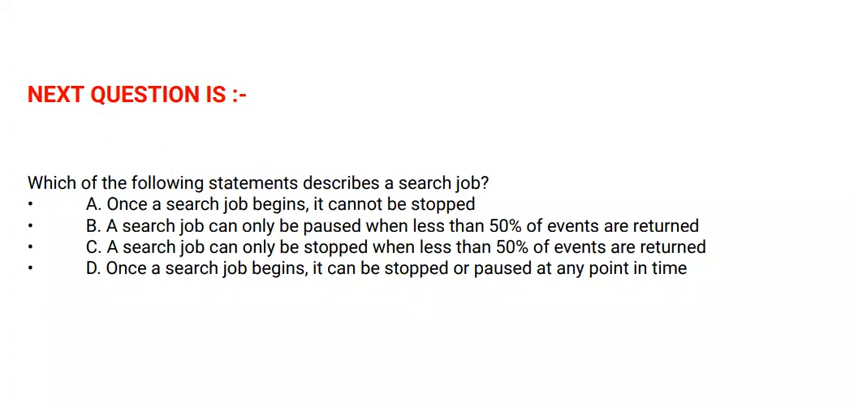 NEXT QUESTION IS :-
Which of the following statements describes a search job?
• A. Once a search job begins, it cannot be stopped
• B. A search job can only be paused when less than 50% of events are returned
• C. A search job can only be stopped when less than 50% of events are returned
• D. Once a search job begins, it can be stopped or paused at any point in time